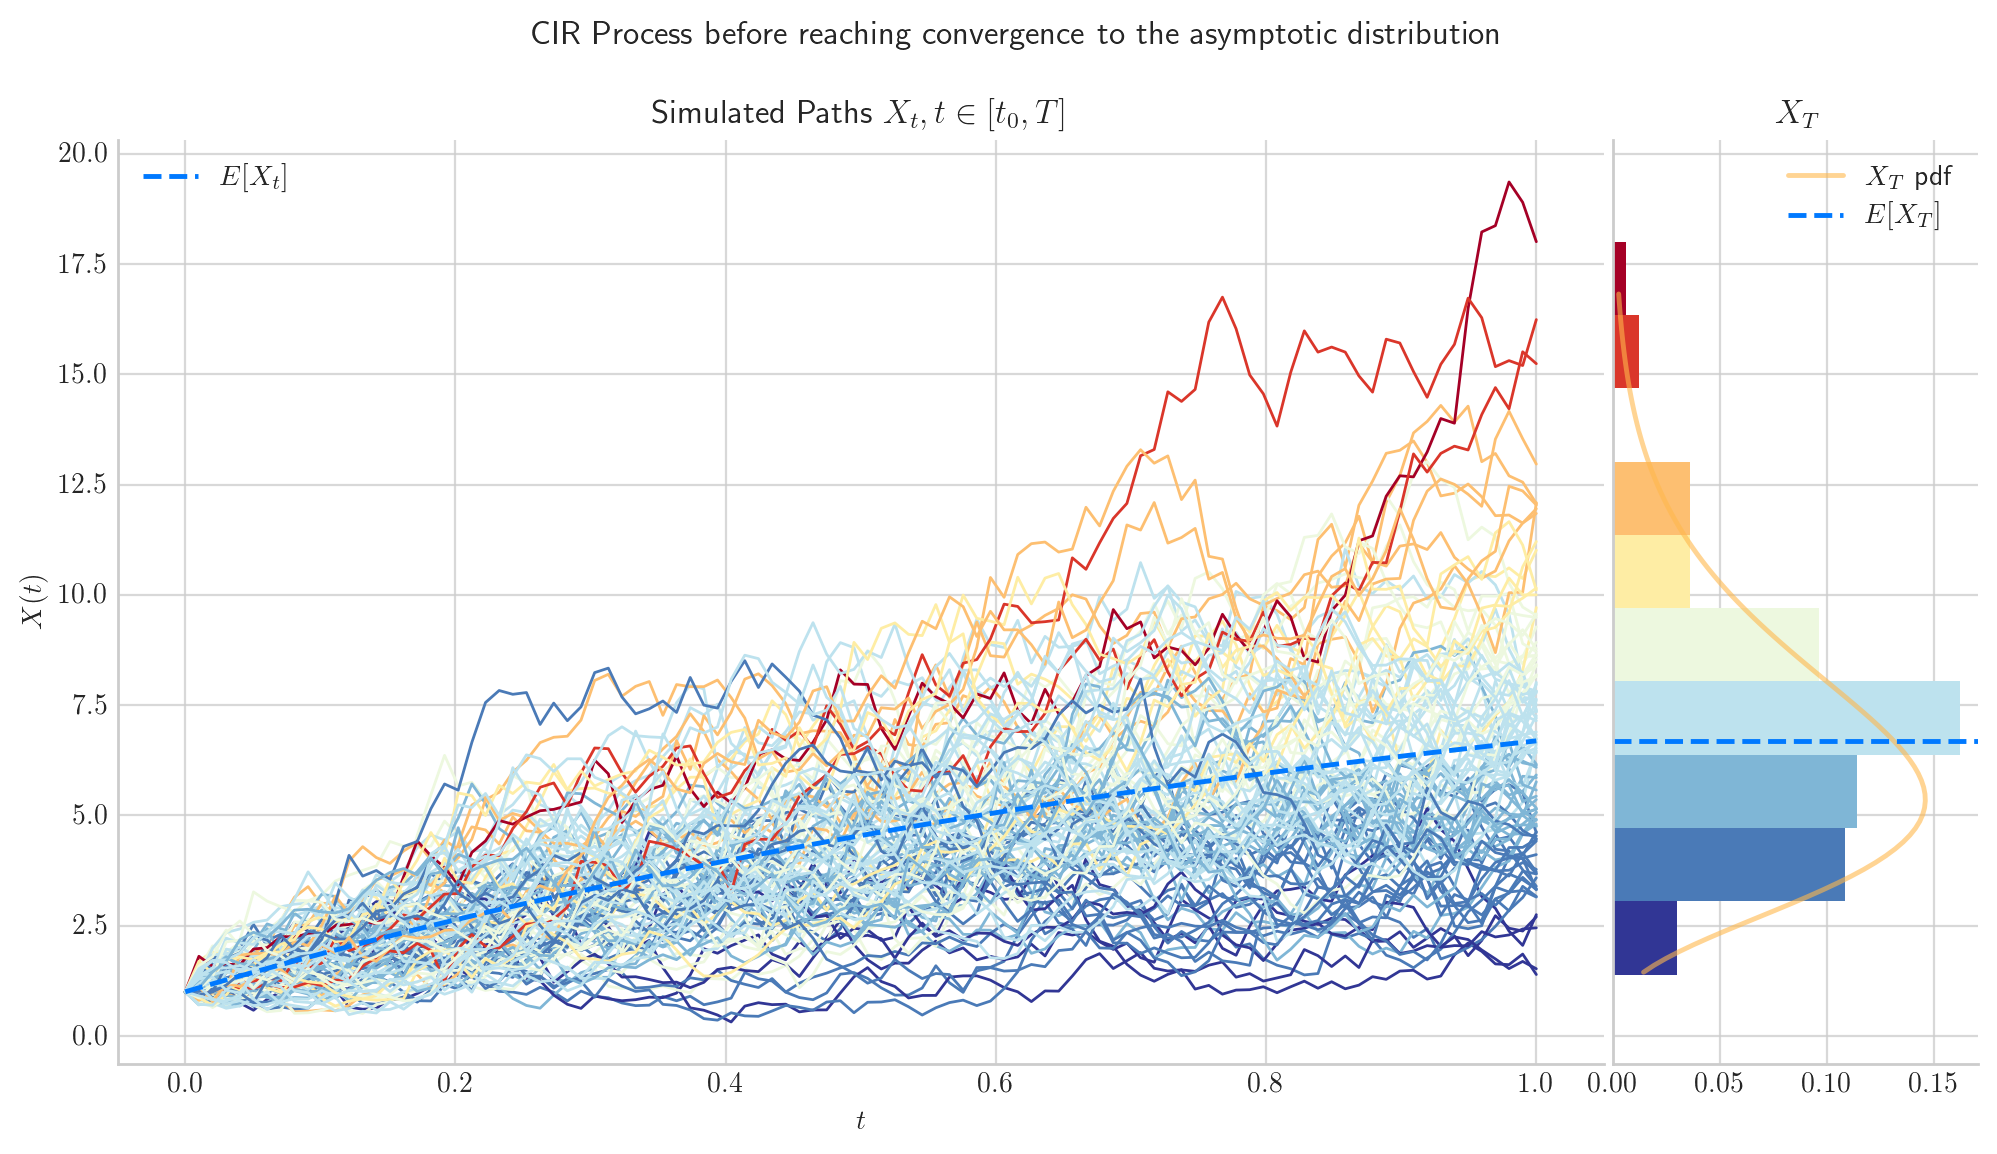 CIR Process before reaching convergence to the asymptotic distribution
Simulated Paths $X_t, t \in [t_0, T]$
$X_T$
20.0
17.5
15.0
12.5
10.0
7.5
5.0
2.5
0.0
$X(t)$
$E[X_t]$
$X_T$ pdf
$E[X_T]$
0.0 0.2 0.4 0.6 0.8 1.0
0.00 0.05 0.10 0.15
$t$